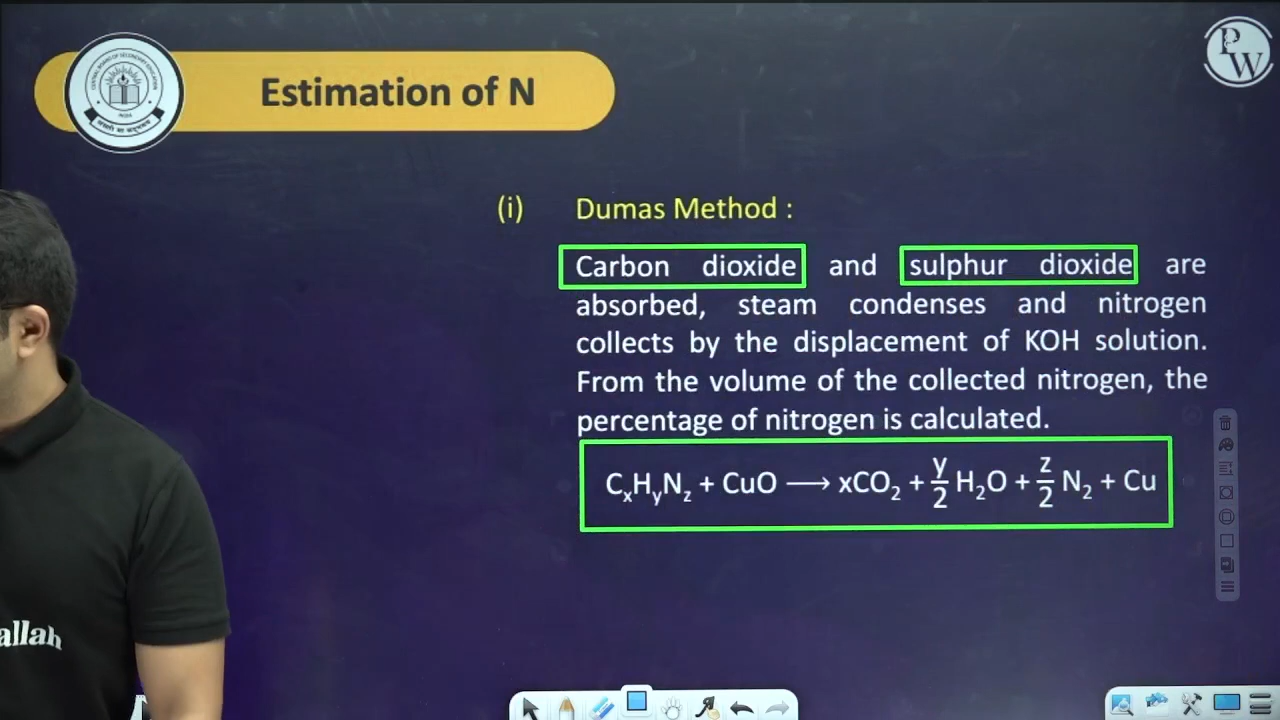 Estimation of N
PW
(i) Dumas Method :
Carbon dioxide and sulphur dioxide are
absorbed, steam condenses and nitrogen
collects by the displacement of KOH solution.
From the volume of the collected nitrogen, the
percentage of nitrogen is calculated.
CₓHᵧN₂ + CuO ⟶ xCO₂ + y/2 H₂O + z/2 N₂ + Cu
allah